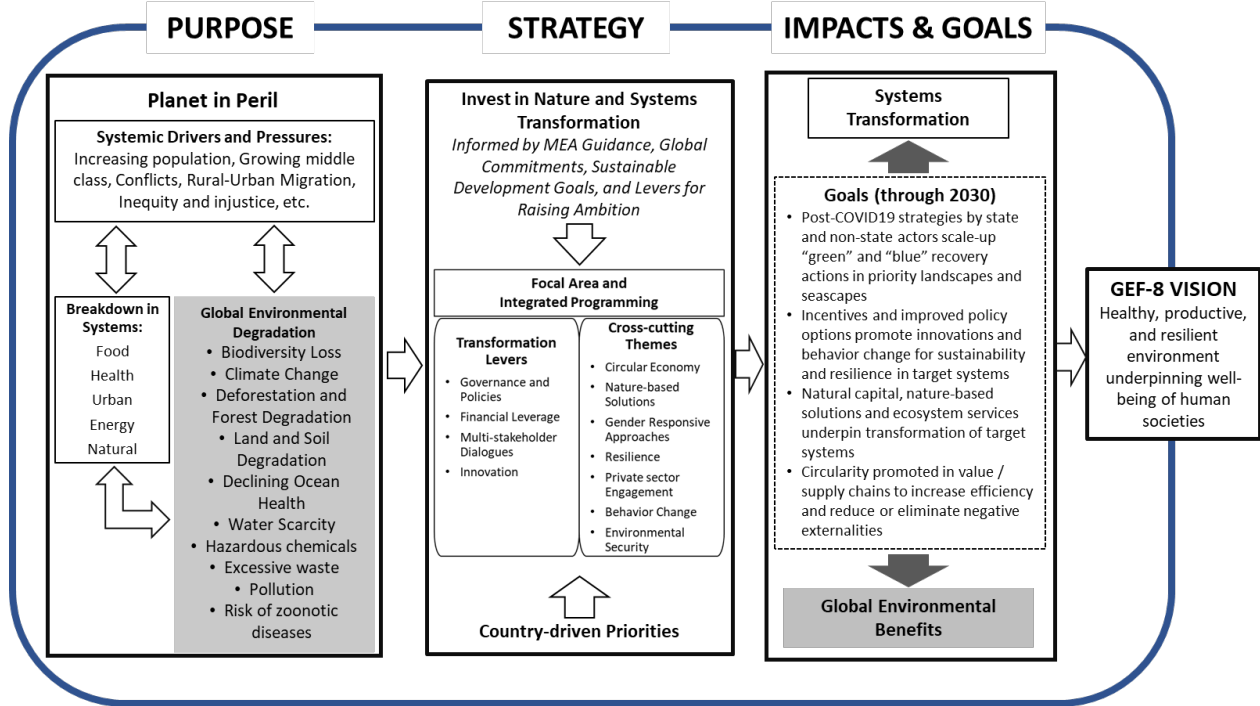 PURPOSE
Planet in Peril
Systemic Drivers and Pressures:
Increasing population, Growing middle
class, Conflicts, Rural-Urban Migration,
Inequity and injustice, etc.
Breakdown in
Systems:
Food
Health
Urban
Energy
Natural
Global Environmental
Degradation
• Biodiversity Loss
• Climate Change
• Deforestation and
Forest Degradation
• Land and Soil
Degradation
• Declining Ocean
Health
• Water Scarcity
• Hazardous chemicals
• Excessive waste
• Pollution
• Risk of zoonotic
diseases
STRATEGY
Invest in Nature and Systems
Transformation
Informed by MEA Guidance, Global
Commitments, Sustainable
Development Goals, and Levers for
Raising Ambition
Focal Area and
Integrated Programming
Transformation
Levers
• Governance and
Policies
• Financial Leverage
• Multi-stakeholder
Dialogues
• Innovation
Cross-cutting
Themes
• Circular Economy
• Nature-based
Solutions
• Gender Responsive
Approaches
• Resilience
• Private sector
Engagement
• Behavior Change
• Environmental
Security
Country-driven Priorities
IMPACTS & GOALS
Systems
Transformation
Goals (through 2030)
• Post-COVID19 strategies by state
and non-state actors scale-up
“green” and “blue” recovery
actions in priority landscapes and
seascapes
• Incentives and improved policy
options promote innovations and
behavior change for sustainability
and resilience in target systems
• Natural capital, nature-based
solutions and ecosystem services
underpin transformation of target
systems
• Circularity promoted in value /
supply chains to increase efficiency
and reduce or eliminate negative
externalities
Global Environmental
Benefits
GEF-8 VISION
Healthy, productive,
and resilient
environment
underpinning well-
being of human
societies